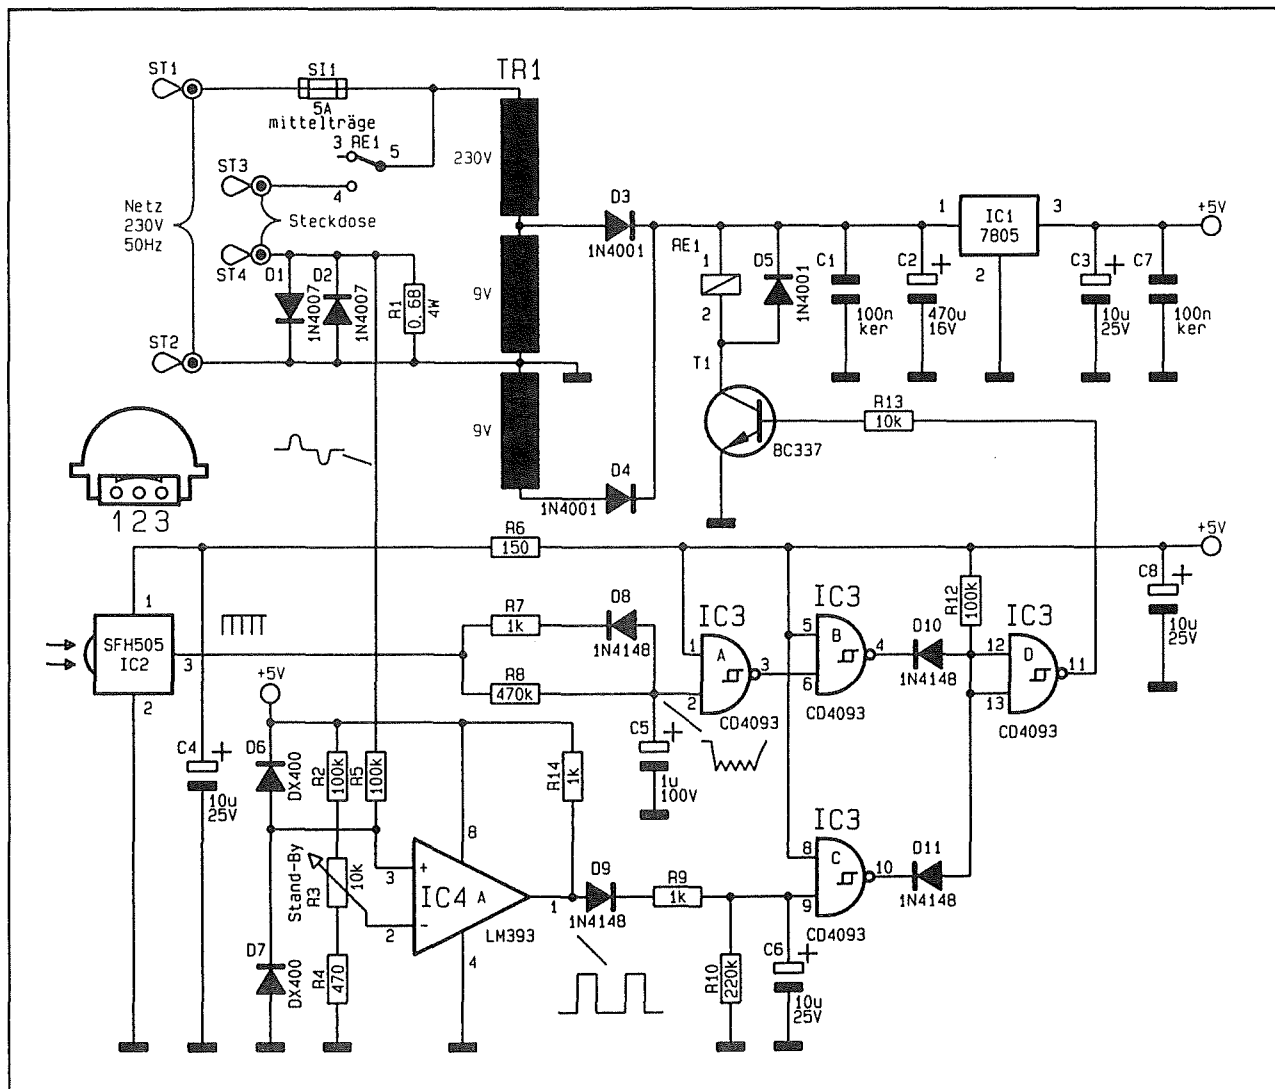 ST1
SI1
5A
mittelträge
TR1
3 RE1
5
4
230V
ST3
Netz
230V
50Hz
Steckdose
ST4
D1
1N4007
D2
1N4007
R1
0,68
4W
ST2
9V
9V
D3
1N4001
D4
1N4001
RE1
1
2
D5
1N4001
C1
100n
ker
C2
+
470u
16V
1
IC1
7805
3
2
C3
+
10u
25V
C7
100n
ker
+5V
T1
BC337
R13
10k
1 2 3
R6
150
+5V
C8
+
10u
25V
1
SFH505
IC2
3
2
C4
+
10u
25V
R7
1k
D8
1N4148
R8
470k
C5
+
1u
100V
IC3
1
A
3
2
CD4093
IC3
5
B
4
6
CD4093
D10
1N4148
R12
100k
IC3
12
D
11
13
CD4093
+5V
D6
DX400
R2
100k
R5
100k
R14
1k
D7
DX400
Stand-By
R3
10k
R4
470
3
+
8
IC4 A
1
2
-
4
LM393
D9
1N4148
R9
1k
R10
220k
C6
+
10u
25V
IC3
8
C
10
9
CD4093
D11
1N4148